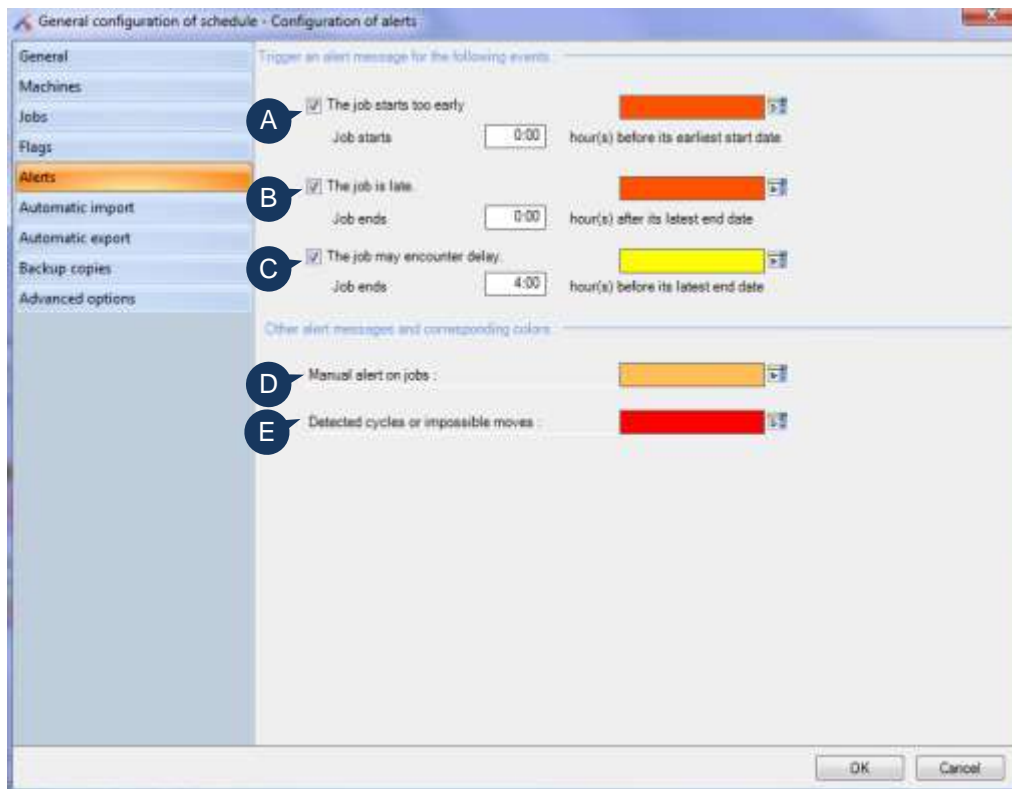 General configuration of schedule - Configuration of alerts
General
Machines
Jobs
Flags
Alerts
Automatic import
Automatic export
Backup copies
Advanced options
Trigger an alert message for the following events
A
The job starts too early
Job starts 0:00 hour(s) before its earliest start date
B
The job is late.
Job ends 0:00 hour(s) after its latest end date
C
The job may encounter delay.
Job ends 4:00 hour(s) before its latest end date
Other alert messages and corresponding colors
D
Manual alert on jobs :
E
Detected cycles or impossible moves :
OK Cancel